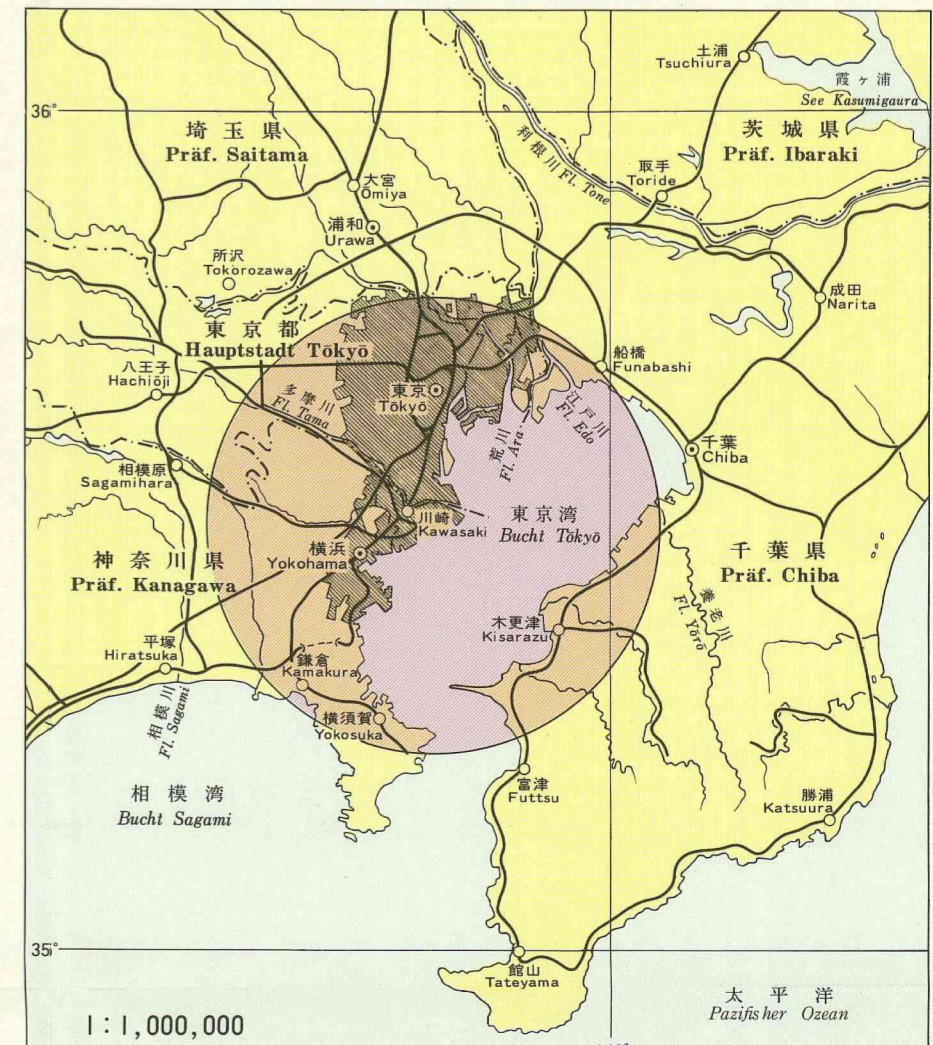 土浦
Tsuchiura
霞ヶ浦
See Kasumigaura
36°
埼玉県
Präf. Saitama
利根川 Fl. Tone
茨城県
Präf. Ibaraki
取手
Toride
大宮
Ōmiya
浦和
Urawa
所沢
Tokorozawa
成田
Narita
東京都
Hauptstadt Tōkyō
船橋
Funabashi
八王子
Hachiōji
多摩川
Fl. Tama
東京
Tōkyō
江戸川
Fl. Edo
荒川
Fl. Ara
千葉
Chiba
相模原
Sagamihara
川崎
Kawasaki
東京湾
Bucht Tōkyō
横浜
Yokohama
神奈川県
Präf. Kanagawa
千葉県
Präf. Chiba
養老川
Fl. Yōrō
木更津
Kisarazu
平塚
Hiratsuka
鎌倉
Kamakura
相模川
Fl. Sagami
横須賀
Yokosuka
富津
Futtsu
相模湾
Bucht Sagami
勝浦
Katsuura
35°
館山
Tateyama
太平洋
Pazifisher Ozean
1:1,000,000